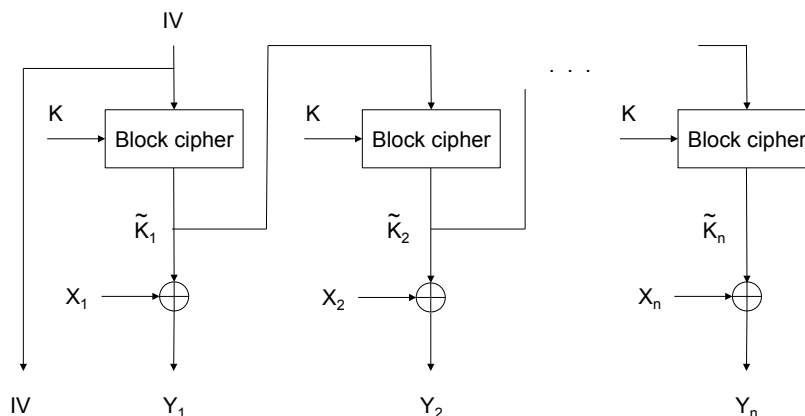 IV
. . .
K
Block cipher
K
Block cipher
K
Block cipher
K̃₁
K̃₂
K̃ₙ
X₁
X₂
Xₙ
IV
Y₁
Y₂
Yₙ